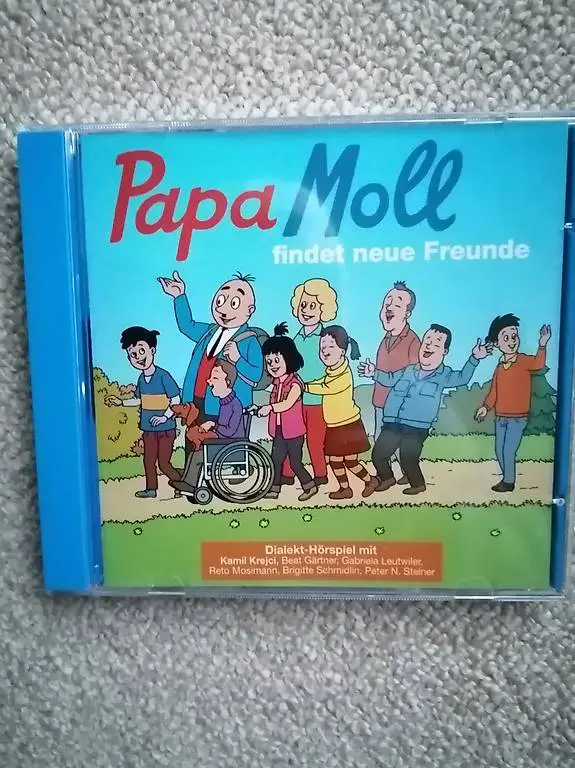 Papa Moll
findet neue Freunde
Dialekt-Hörspiel mit
Kamil Krejci, Beat Gärtner, Gabriela Leutwiler,
Reto Mosimann, Brigitte Schmidlin, Peter N. Steiner